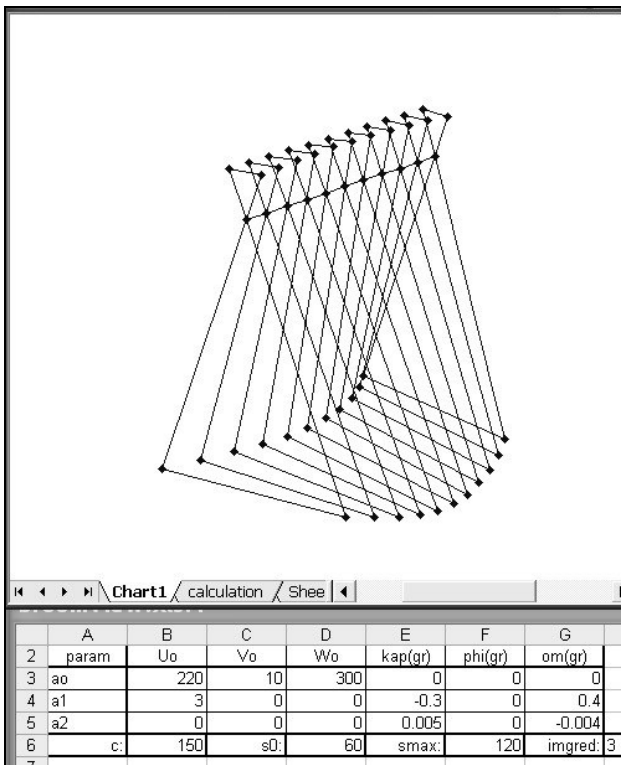 Chart1 calculation Shee
A B C D E F G
2 param Uo Vo Wo kap(gr) phi(gr) om(gr)
3 ao 220 10 300 0 0 0
4 a1 3 0 0 -0.3 0 0.4
5 a2 0 0 0 0.005 0 -0.004
6 c: 150 s0: 60 smax: 120 imgred: 3